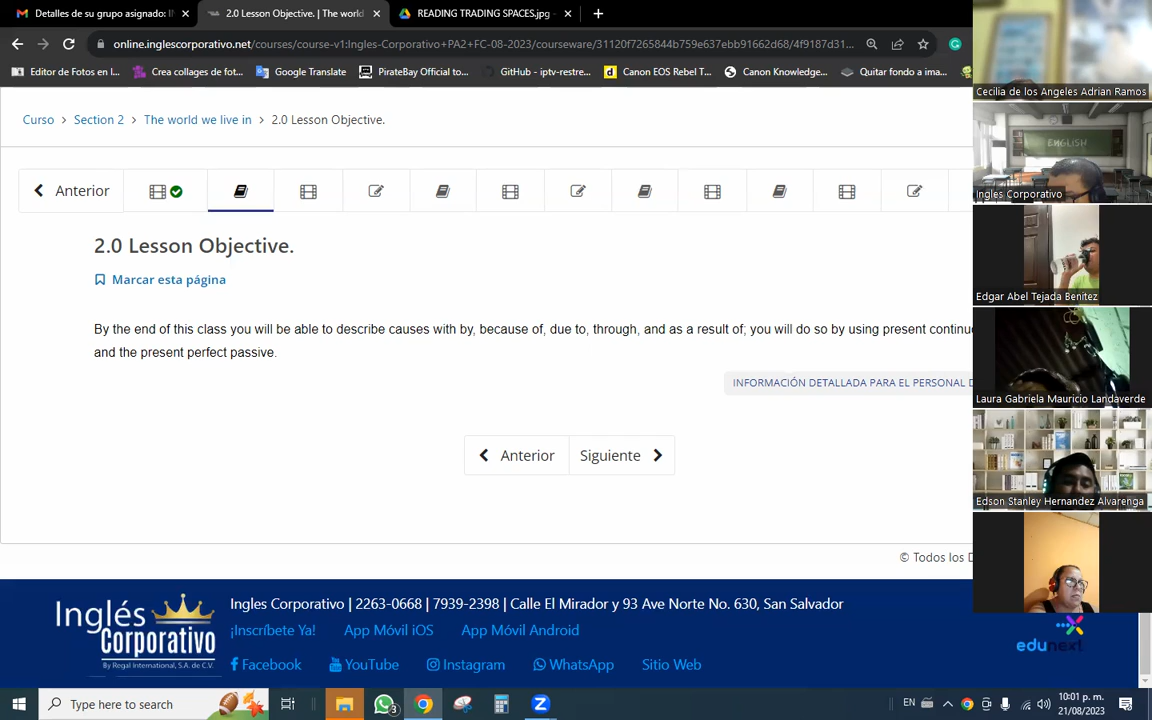 Detalles de su grupo asignado: II
2.0 Lesson Objective. | The world
READING TRADING SPACES.jpg -
online.inglescorporativo.net/courses/course-v1:Ingles-Corporativo+PA2+FC-08-2023/courseware/31120f7265844b759e637ebb91662d68/4f9187d31...
Editor de Fotos en l...
Crea collages de fot...
Google Translate
PirateBay Official to...
GitHub - iptv-restre...
Canon EOS Rebel T...
Canon Knowledge...
Quitar fondo a ima...
Curso > Section 2 > The world we live in > 2.0 Lesson Objective.
Anterior
2.0 Lesson Objective.
Marcar esta página
By the end of this class you will be able to describe causes with by, because of, due to, through, and as a result of; you will do so by using present continuo
and the present perfect passive.
INFORMACIÓN DETALLADA PARA EL PERSONAL D
Anterior
Siguiente
© Todos los D
Inglés Corporativo
By Regal International, S.A. de C.V.
Ingles Corporativo | 2263-0668 | 7939-2398 | Calle El Mirador y 93 Ave Norte No. 630, San Salvador
¡Inscríbete Ya!
App Móvil iOS
App Móvil Android
Facebook
YouTube
Instagram
WhatsApp
Sitio Web
edunext
Cecilia de los Angeles Adrian Ramos
ENGLISH
Ingles Corporativo
Edgar Abel Tejada Benitez
Laura Gabriela Mauricio Landaverde
Edson Stanley Hernandez Alvarenga
Type here to search
3
EN
10:01 p. m.
21/08/2023